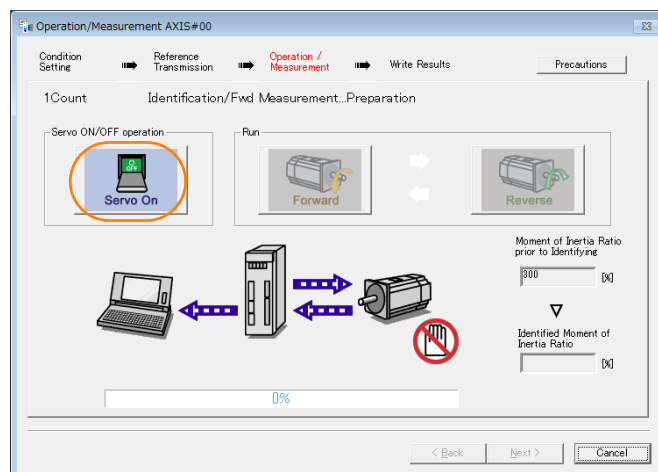 Operation/Measurement AXIS#00
Condition Setting
Reference Transmission
Operation / Measurement
Write Results
Precautions
1Count Identification/Fwd Measurement...Preparation
Servo ON/OFF operation
Run
OFF
Servo On
Forward
Reverse
Moment of Inertia Ratio
prior to Identifying
300 [%]
Identified Moment of
Inertia Ratio
[%]
0%
< Back
Next >
Cancel